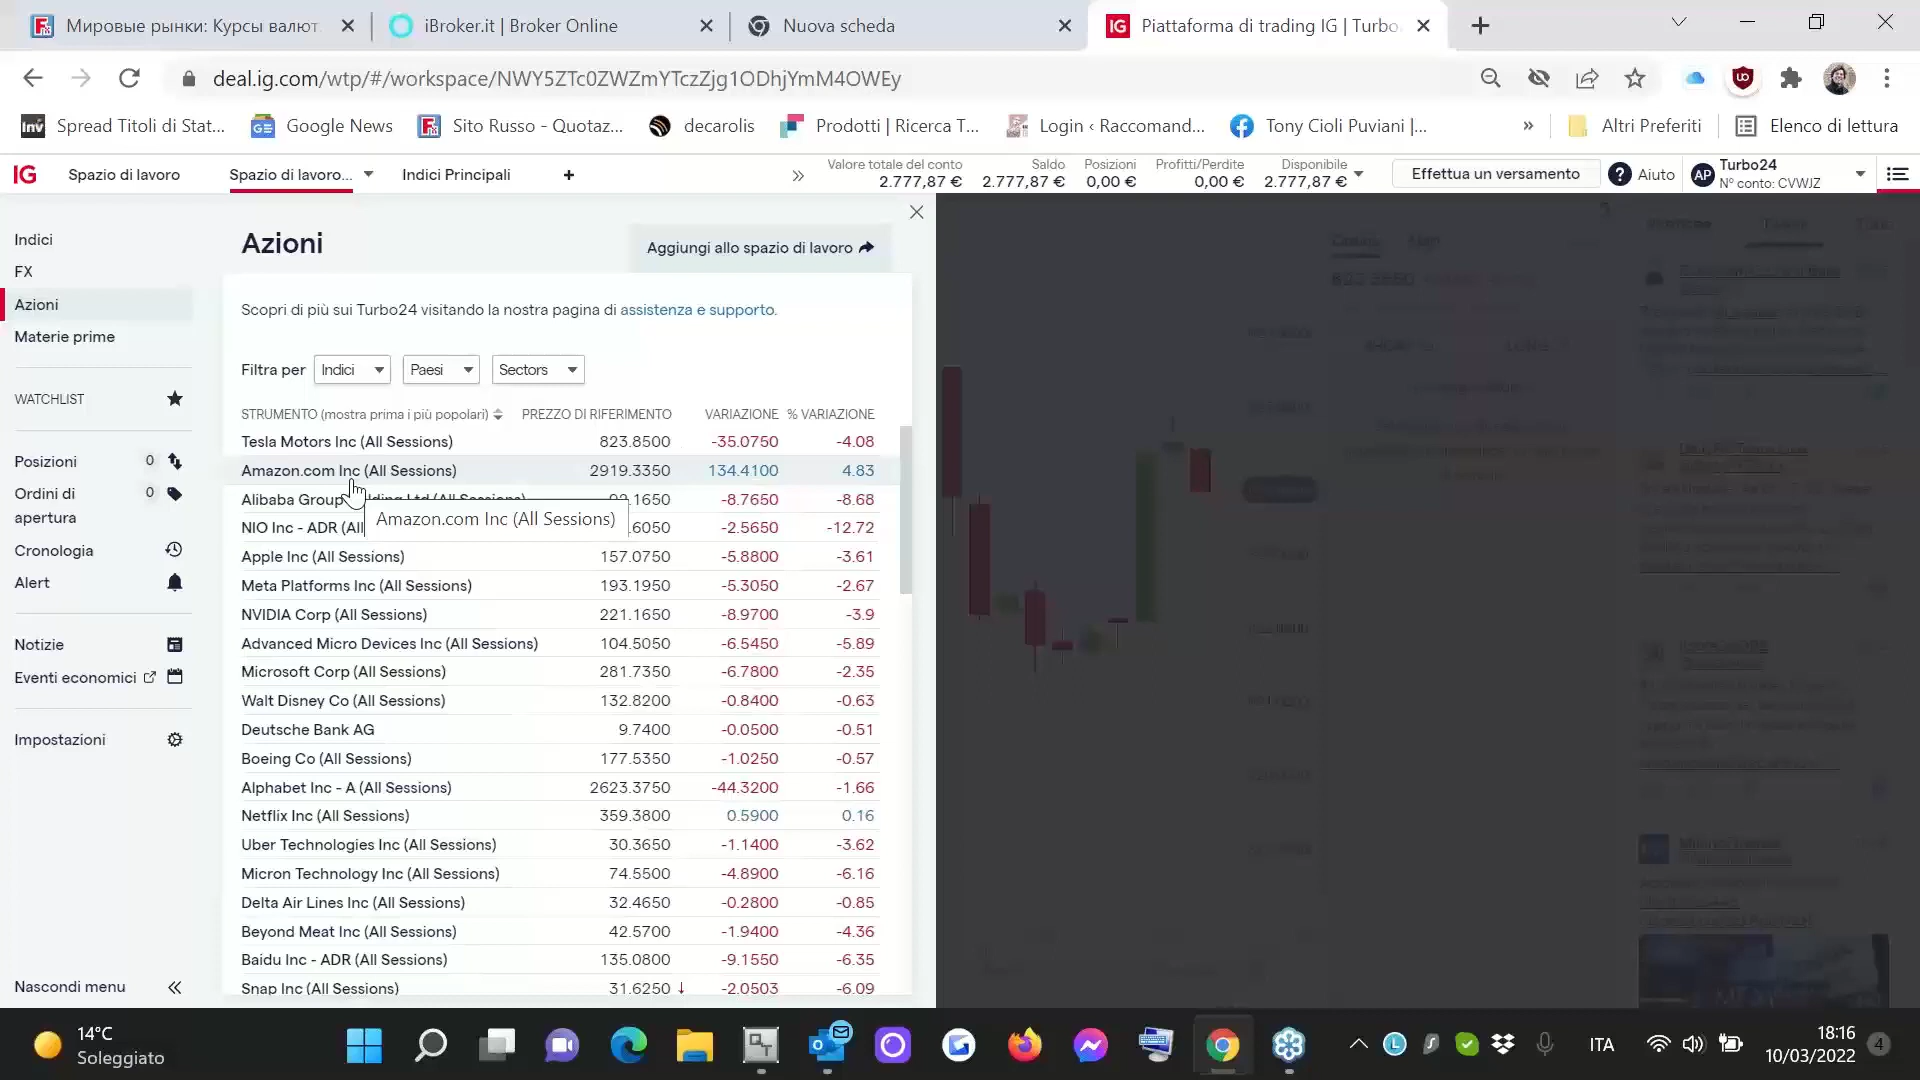 Мировые рынки: Курсы валют.
iBroker.it | Broker Online
Nuova scheda
Piattaforma di trading IG | Turbo
deal.ig.com/wtp/#/workspace/NWY5ZTc0ZWZmYTczZjg1ODhjYmM4OWEy
Spread Titoli di Stat...
Google News
Sito Russo - Quotaz...
decarolis
Prodotti | Ricerca T...
Login ‹ Raccomand...
Tony Cioli Puviani |...
» Altri Preferiti
Elenco di lettura
IG Spazio di lavoro Spazio di lavoro... Indici Principali +
Valore totale del conto 2.777,87 €
Saldo 2.777,87 €
Posizioni 0,00 €
Profitti/Perdite 0,00 €
Disponibile 2.777,87 €
Effettua un versamento
Aiuto
AP Turbo24
N° conto: CVWJZ
Indici
FX
Azioni
Materie prime
WATCHLIST
Posizioni 0
Ordini di apertura 0
Cronologia
Alert
Notizie
Eventi economici
Impostazioni
Nascondi menu
Azioni
Aggiungi allo spazio di lavoro
Scopri di più sui Turbo24 visitando la nostra pagina di assistenza e supporto.
Filtra per Indici Paesi Sectors
STRUMENTO (mostra prima i più popolari) PREZZO DI RIFERIMENTO VARIAZIONE % VARIAZIONE
Tesla Motors Inc (All Sessions) 823.8500 -35.0750 -4.08
Amazon.com Inc (All Sessions) 2919.3350 134.4100 4.83
Alibaba Group Ltd (All Sessions) .1650 -8.7650 -8.68
Amazon.com Inc (All Sessions)
NIO Inc - ADR (All .6050 -2.5650 -12.72
Apple Inc (All Sessions) 157.0750 -5.8800 -3.61
Meta Platforms Inc (All Sessions) 193.1950 -5.3050 -2.67
NVIDIA Corp (All Sessions) 221.1650 -8.9700 -3.9
Advanced Micro Devices Inc (All Sessions) 104.5050 -6.5450 -5.89
Microsoft Corp (All Sessions) 281.7350 -6.7800 -2.35
Walt Disney Co (All Sessions) 132.8200 -0.8400 -0.63
Deutsche Bank AG 9.7400 -0.0500 -0.51
Boeing Co (All Sessions) 177.5350 -1.0250 -0.57
Alphabet Inc - A (All Sessions) 2623.3750 -44.3200 -1.66
Netflix Inc (All Sessions) 359.3800 0.5900 0.16
Uber Technologies Inc (All Sessions) 30.3650 -1.1400 -3.62
Micron Technology Inc (All Sessions) 74.5500 -4.8900 -6.16
Delta Air Lines Inc (All Sessions) 32.4650 -0.2800 -0.85
Beyond Meat Inc (All Sessions) 42.5700 -1.9400 -4.36
Baidu Inc - ADR (All Sessions) 135.0800 -9.1550 -6.35
Snap Inc (All Sessions) 31.6250 ↓ -2.0503 -6.09
14°C
Soleggiato
ITA
18:16
10/03/2022
4